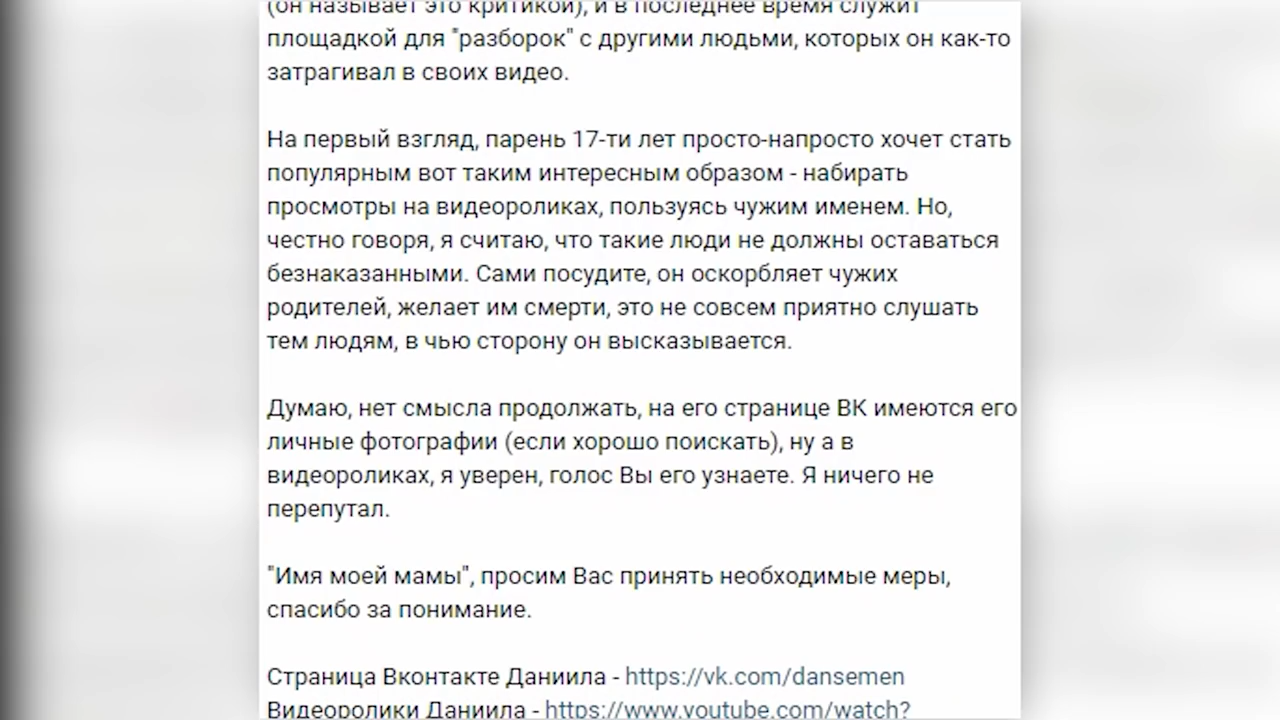 (он называет это критикой), и в последнее время служит
площадкой для "разборок" с другими людьми, которых он как-то
затрагивал в своих видео.
На первый взгляд, парень 17-ти лет просто-напросто хочет стать
популярным вот таким интересным образом - набирать
просмотры на видеороликах, пользуясь чужим именем. Но,
честно говоря, я считаю, что такие люди не должны оставаться
безнаказанными. Сами посудите, он оскорбляет чужих
родителей, желает им смерти, это не совсем приятно слушать
тем людям, в чью сторону он высказывается.
Думаю, нет смысла продолжать, на его странице ВК имеются его
личные фотографии (если хорошо поискать), ну а в
видеороликах, я уверен, голос Вы его узнаете. Я ничего не
перепутал.
"Имя моей мамы", просим Вас принять необходимые меры,
спасибо за понимание.
Страница Вконтакте Даниила - https://vk.com/dansemen
Видеоролики Даниила - https://www.youtube.com/watch?